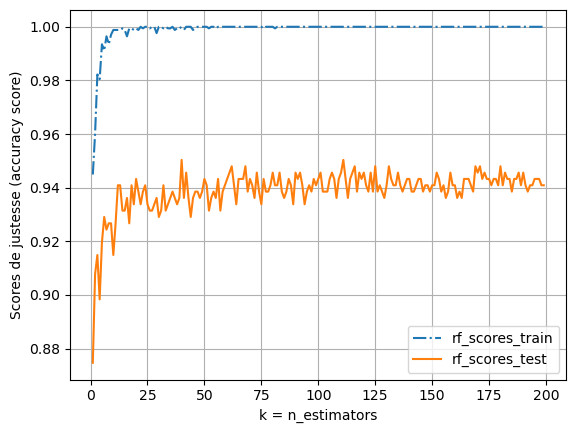 Scores de justesse (accuracy score)
1.00
0.98
0.96
0.94
0.92
0.90
0.88
rf_scores_train
rf_scores_test
0 25 50 75 100 125 150 175 200
k = n_estimators